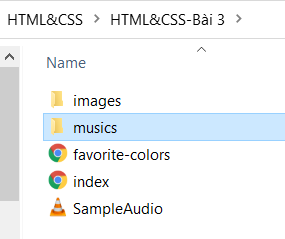 HTML&CSS > HTML&CSS-Bài 3 >
Name
images
musics
favorite-colors
index
SampleAudio